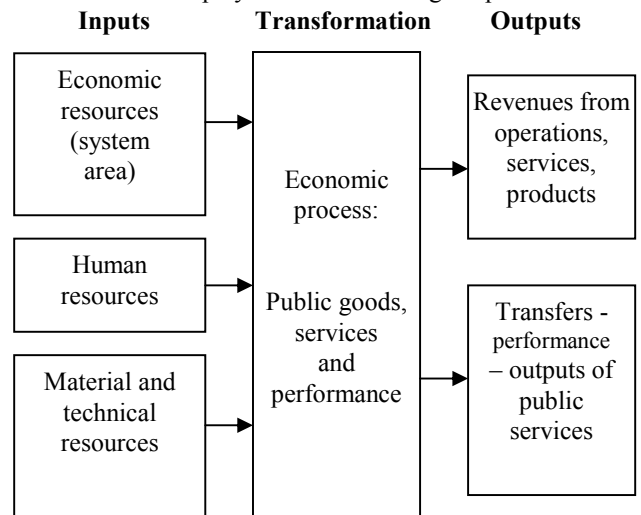 Inputs Transformation Outputs
Economic
resources
(system
area)
Human
resources
Material and
technical
resources
Economic
process:
Public goods,
services
and
performance
Revenues from
operations,
services,
products
Transfers -
performance
– outputs of
public
services